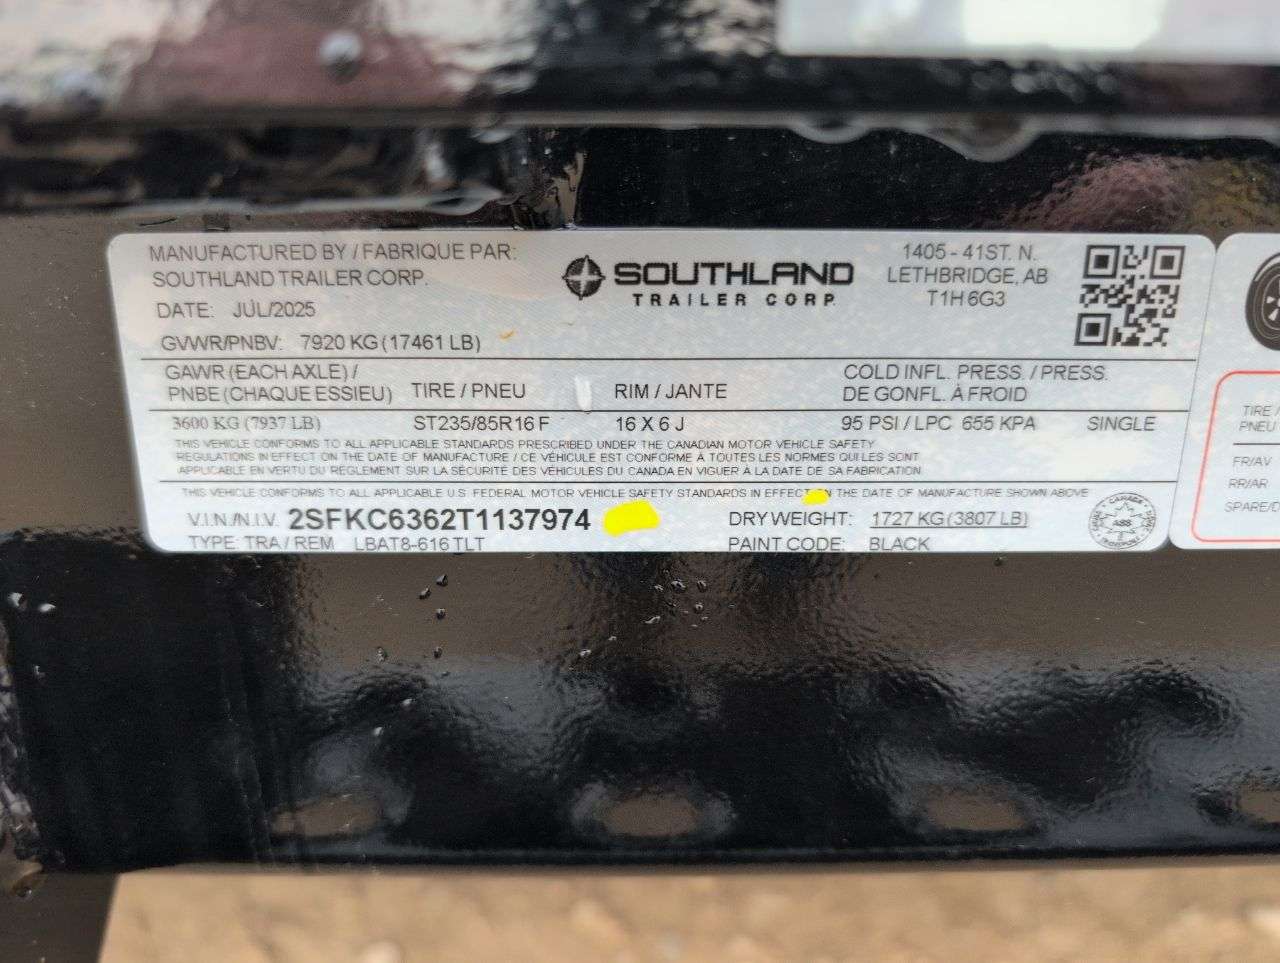 MANUFACTURED BY / FABRIQUE PAR:
SOUTHLAND TRAILER CORP.
DATE: JUL/2025
GVWR/PNBV: 7920 KG (17461 LB)
SOUTHLAND
TRAILER CORP.
1405 - 41ST. N.
LETHBRIDGE, AB
T1H 6G3
GAWR (EACH AXLE) /
PNBE (CHAQUE ESSIEU)
TIRE / PNEU
RIM / JANTE
COLD INFL. PRESS. / PRESS.
DE GONFL. À FROID
3600 KG (7937 LB) ST235/85R16 F 16 X 6 J 95 PSI / LPC 655 KPA SINGLE
THIS VEHICLE CONFORMS TO ALL APPLICABLE STANDARDS PRESCRIBED UNDER THE CANADIAN MOTOR VEHICLE SAFETY
REGULATIONS IN EFFECT ON THE DATE OF MANUFACTURE / CE VÉHICULE EST CONFORME À TOUTES LES NORMES QUI LES SONT
APPLICABLE EN VERTU DU RÈGLEMENT SUR LA SÉCURITÉ DES VÉHICULES DU CANADA EN VIGUER À LA DATE DE SA FABRICATION
THIS VEHICLE CONFORMS TO ALL APPLICABLE U.S. FEDERAL MOTOR VEHICLE SAFETY STANDARDS IN EFFECT THE DATE OF MANUFACTURE SHOWN ABOVE
V.I.N./N.I.V. 2SFKC6362T1137974 DRY WEIGHT: 1727 KG (3807 LB)
TYPE TRA / REM LBAT8-616 TLT PAINT CODE: BLACK
TIRE /
PNEU
FR/AV
RR/AR
SPARE/D